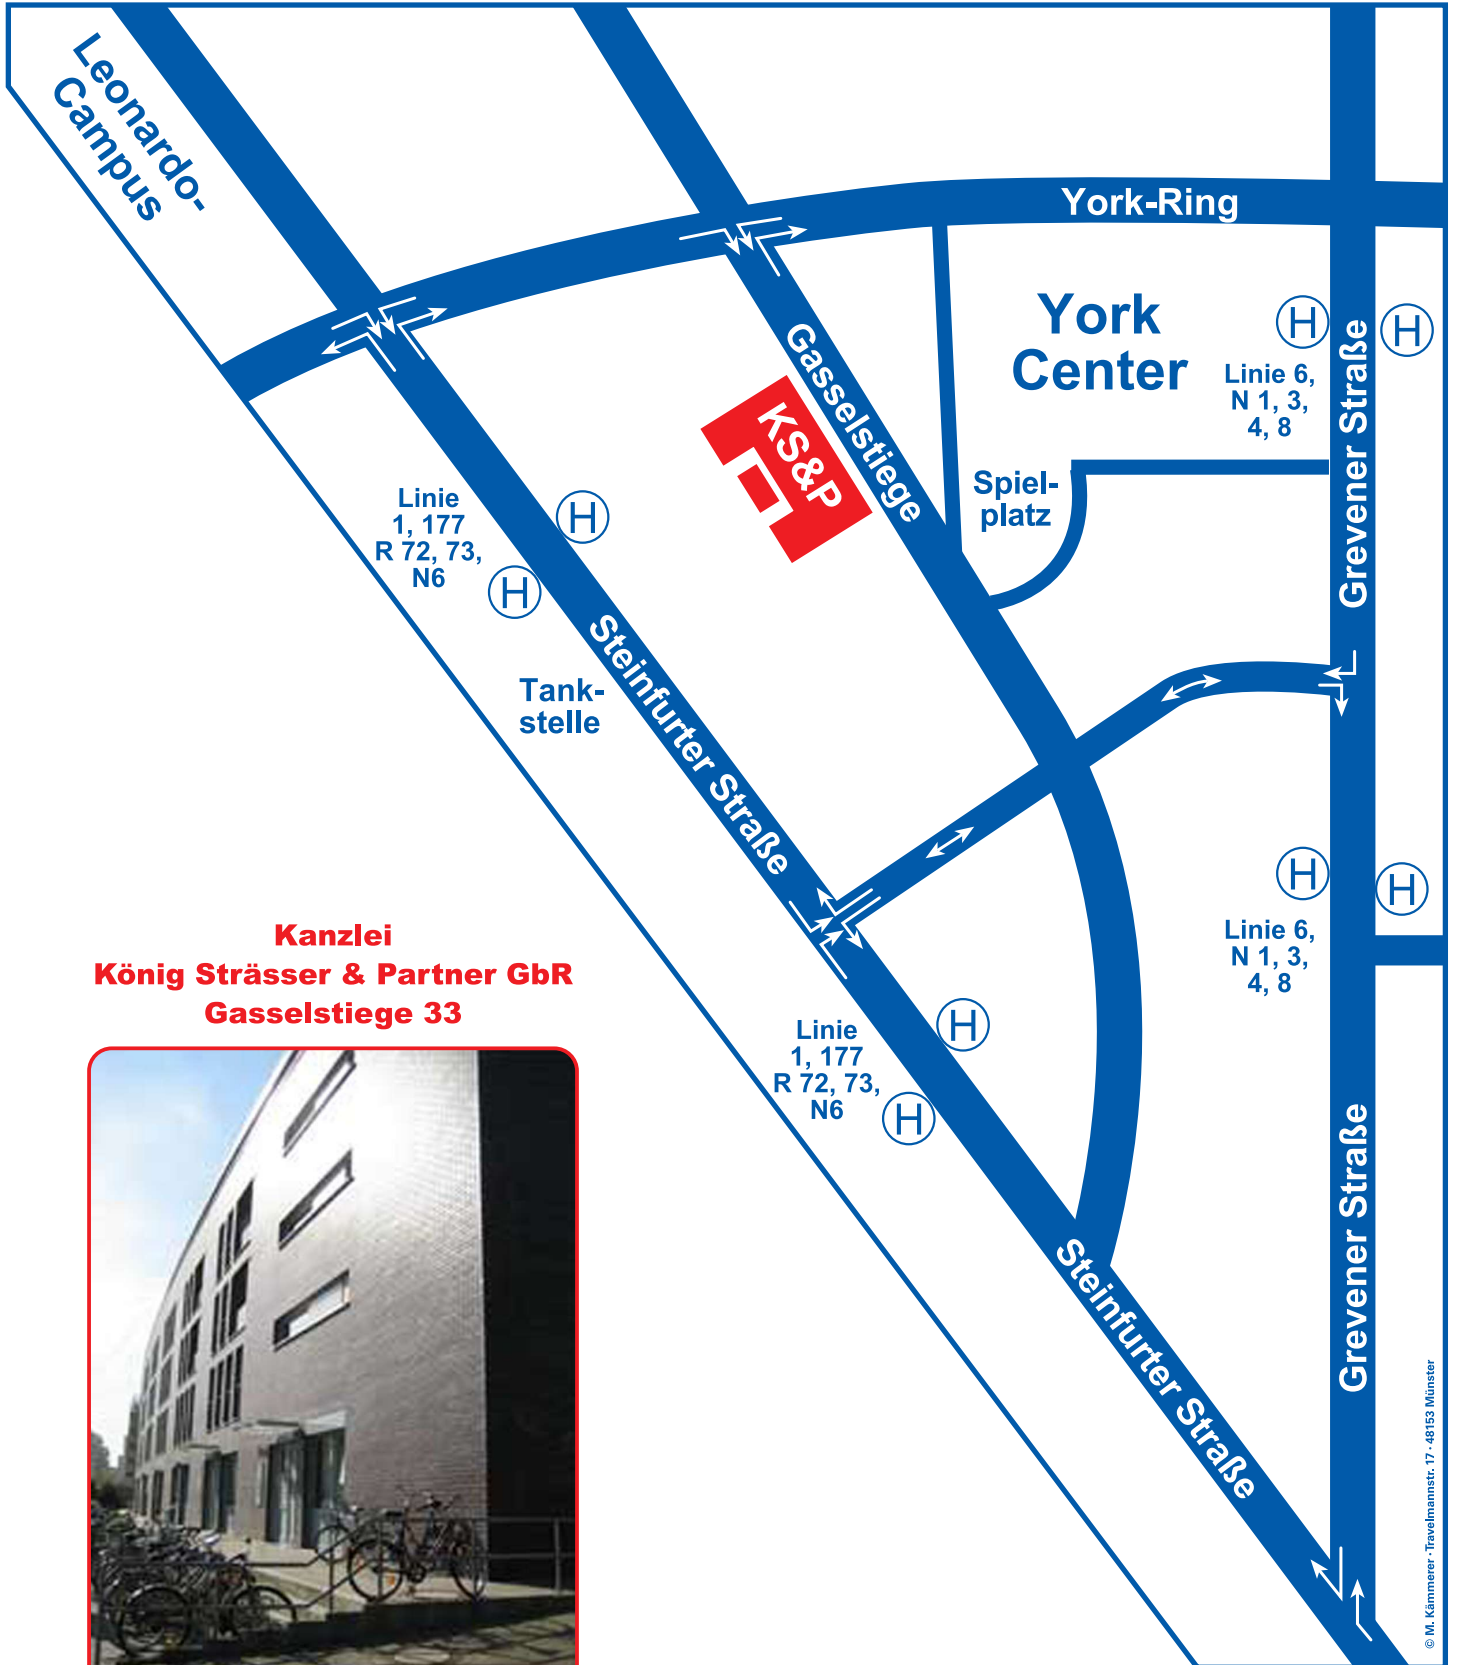 Leonardo-
Campus
York-Ring
York
Center
H
H
Linie 6,
N 1, 3,
4, 8
Grevener Straße
Gasselstiege
KS&P
Spiel-
platz
Linie
1, 177
R 72, 73,
N6
H
H
Steinfurter Straße
Tank-
stelle
H
H
Linie 6,
N 1, 3,
4, 8
Kanzlei
König Strässer & Partner GbR
Gasselstiege 33
Linie
1, 177
R 72, 73,
N6
H
H
Steinfurter Straße
Grevener Straße
© M. Kämmerer · Travelmannstr. 17 · 48153 Münster